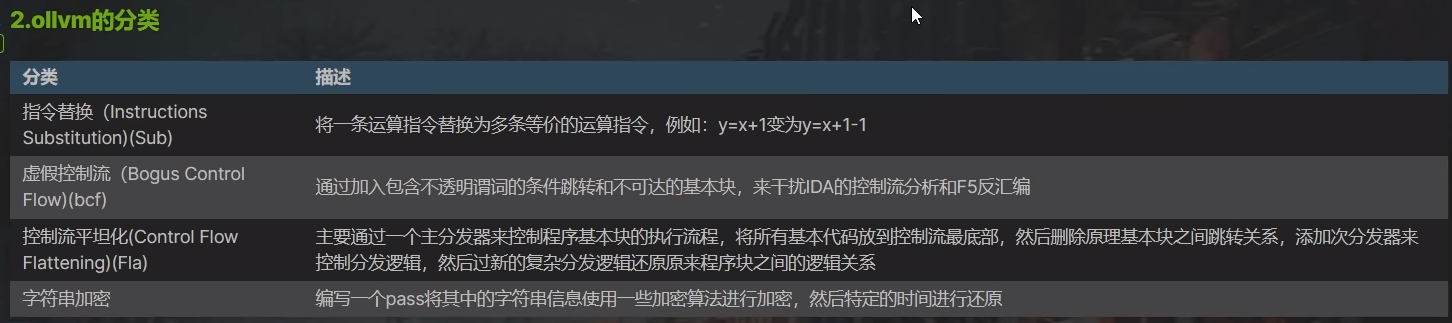 2.ollvm的分类
分类 描述
指令替换（Instructions
Substitution)(Sub)
将一条运算指令替换为多条等价的运算指令，例如：y=x+1变为y=x+1-1
虚假控制流（Bogus Control
Flow)(bcf)
通过加入包含不透明谓词的条件跳转和不可达的基本块，来干扰IDA的控制流分析和F5反汇编
控制流平坦化(Control Flow
Flattening)(Fla)
主要通过一个主分发器来控制程序基本块的执行流程，将所有基本代码放到控制流最底部，然后删除原理基本块之间跳转关系，添加次分发器来
控制分发逻辑，然后过新的复杂分发逻辑还原原来程序块之间的逻辑关系
字符串加密
编写一个pass将其中的字符串信息使用一些加密算法进行加密，然后特定的时间进行还原